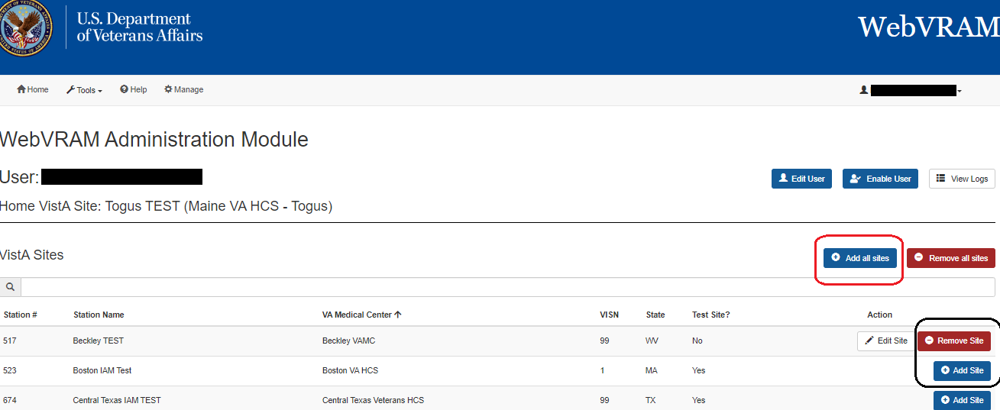 U.S. Department
of Veterans Affairs
WebVRAM
Home Tools Help Manage
WebVRAM Administration Module
User:
Edit User Enable User View Logs
Home VistA Site: Togus TEST (Maine VA HCS - Togus)
VistA Sites
Add all sites Remove all sites
Station # Station Name VA Medical Center VISN State Test Site? Action
517 Beckley TEST Beckley VAMC 99 WV No Edit Site Remove Site
523 Boston IAM Test Boston VA HCS 1 MA Yes Add Site
674 Central Texas IAM TEST Central Texas Veterans HCS 99 TX Yes Add Site